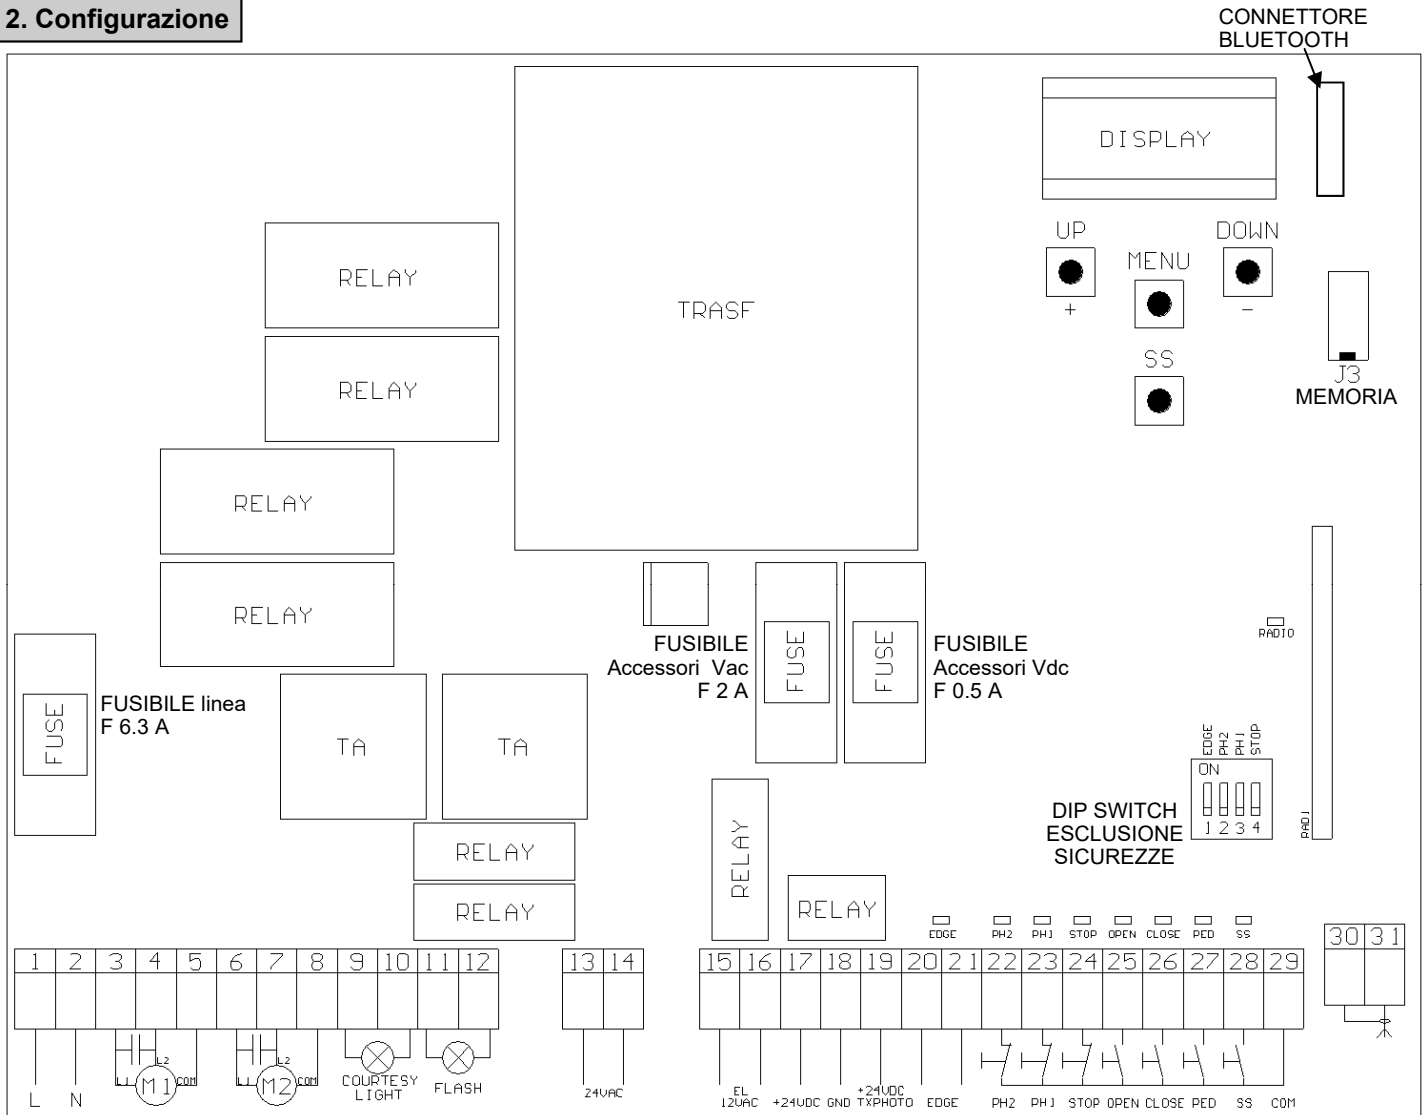 2. Configurazione
CONNETTORE
BLUETOOTH
DISPLAY
UP
DOWN
MENU
+
-
SS
J3
MEMORIA
TRASF
RELAY
RELAY
RELAY
RELAY
FUSE
FUSIBILE linea
F 6.3 A
TA
TA
FUSIBILE
Accessori Vac
F 2 A
FUSE
FUSE
FUSIBILE
Accessori Vdc
F 0.5 A
RADIO
EDGE
PH2
PH1
STOP
ON
1 2 3 4
DIP SWITCH
ESCLUSIONE
SICUREZZE
RAD1
RELAY
RELAY
RELAY
RELAY
EDGE PH2 PH1 STOP OPEN CLOSE PED SS
1 2 3 4 5 6 7 8 9 10 11 12
13 14
15 16 17 18 19 20 21 22 23 24 25 26 27 28 29
30 31
L N
L1 M1 L2 COM
L1 M2 L2 COM
COURTESY
LIGHT
FLASH
24VAC
EL
12VAC
+24VDC
GND
+24VDC
TXPHOTO
EDGE
PH2 PH1 STOP OPEN CLOSE PED SS COM